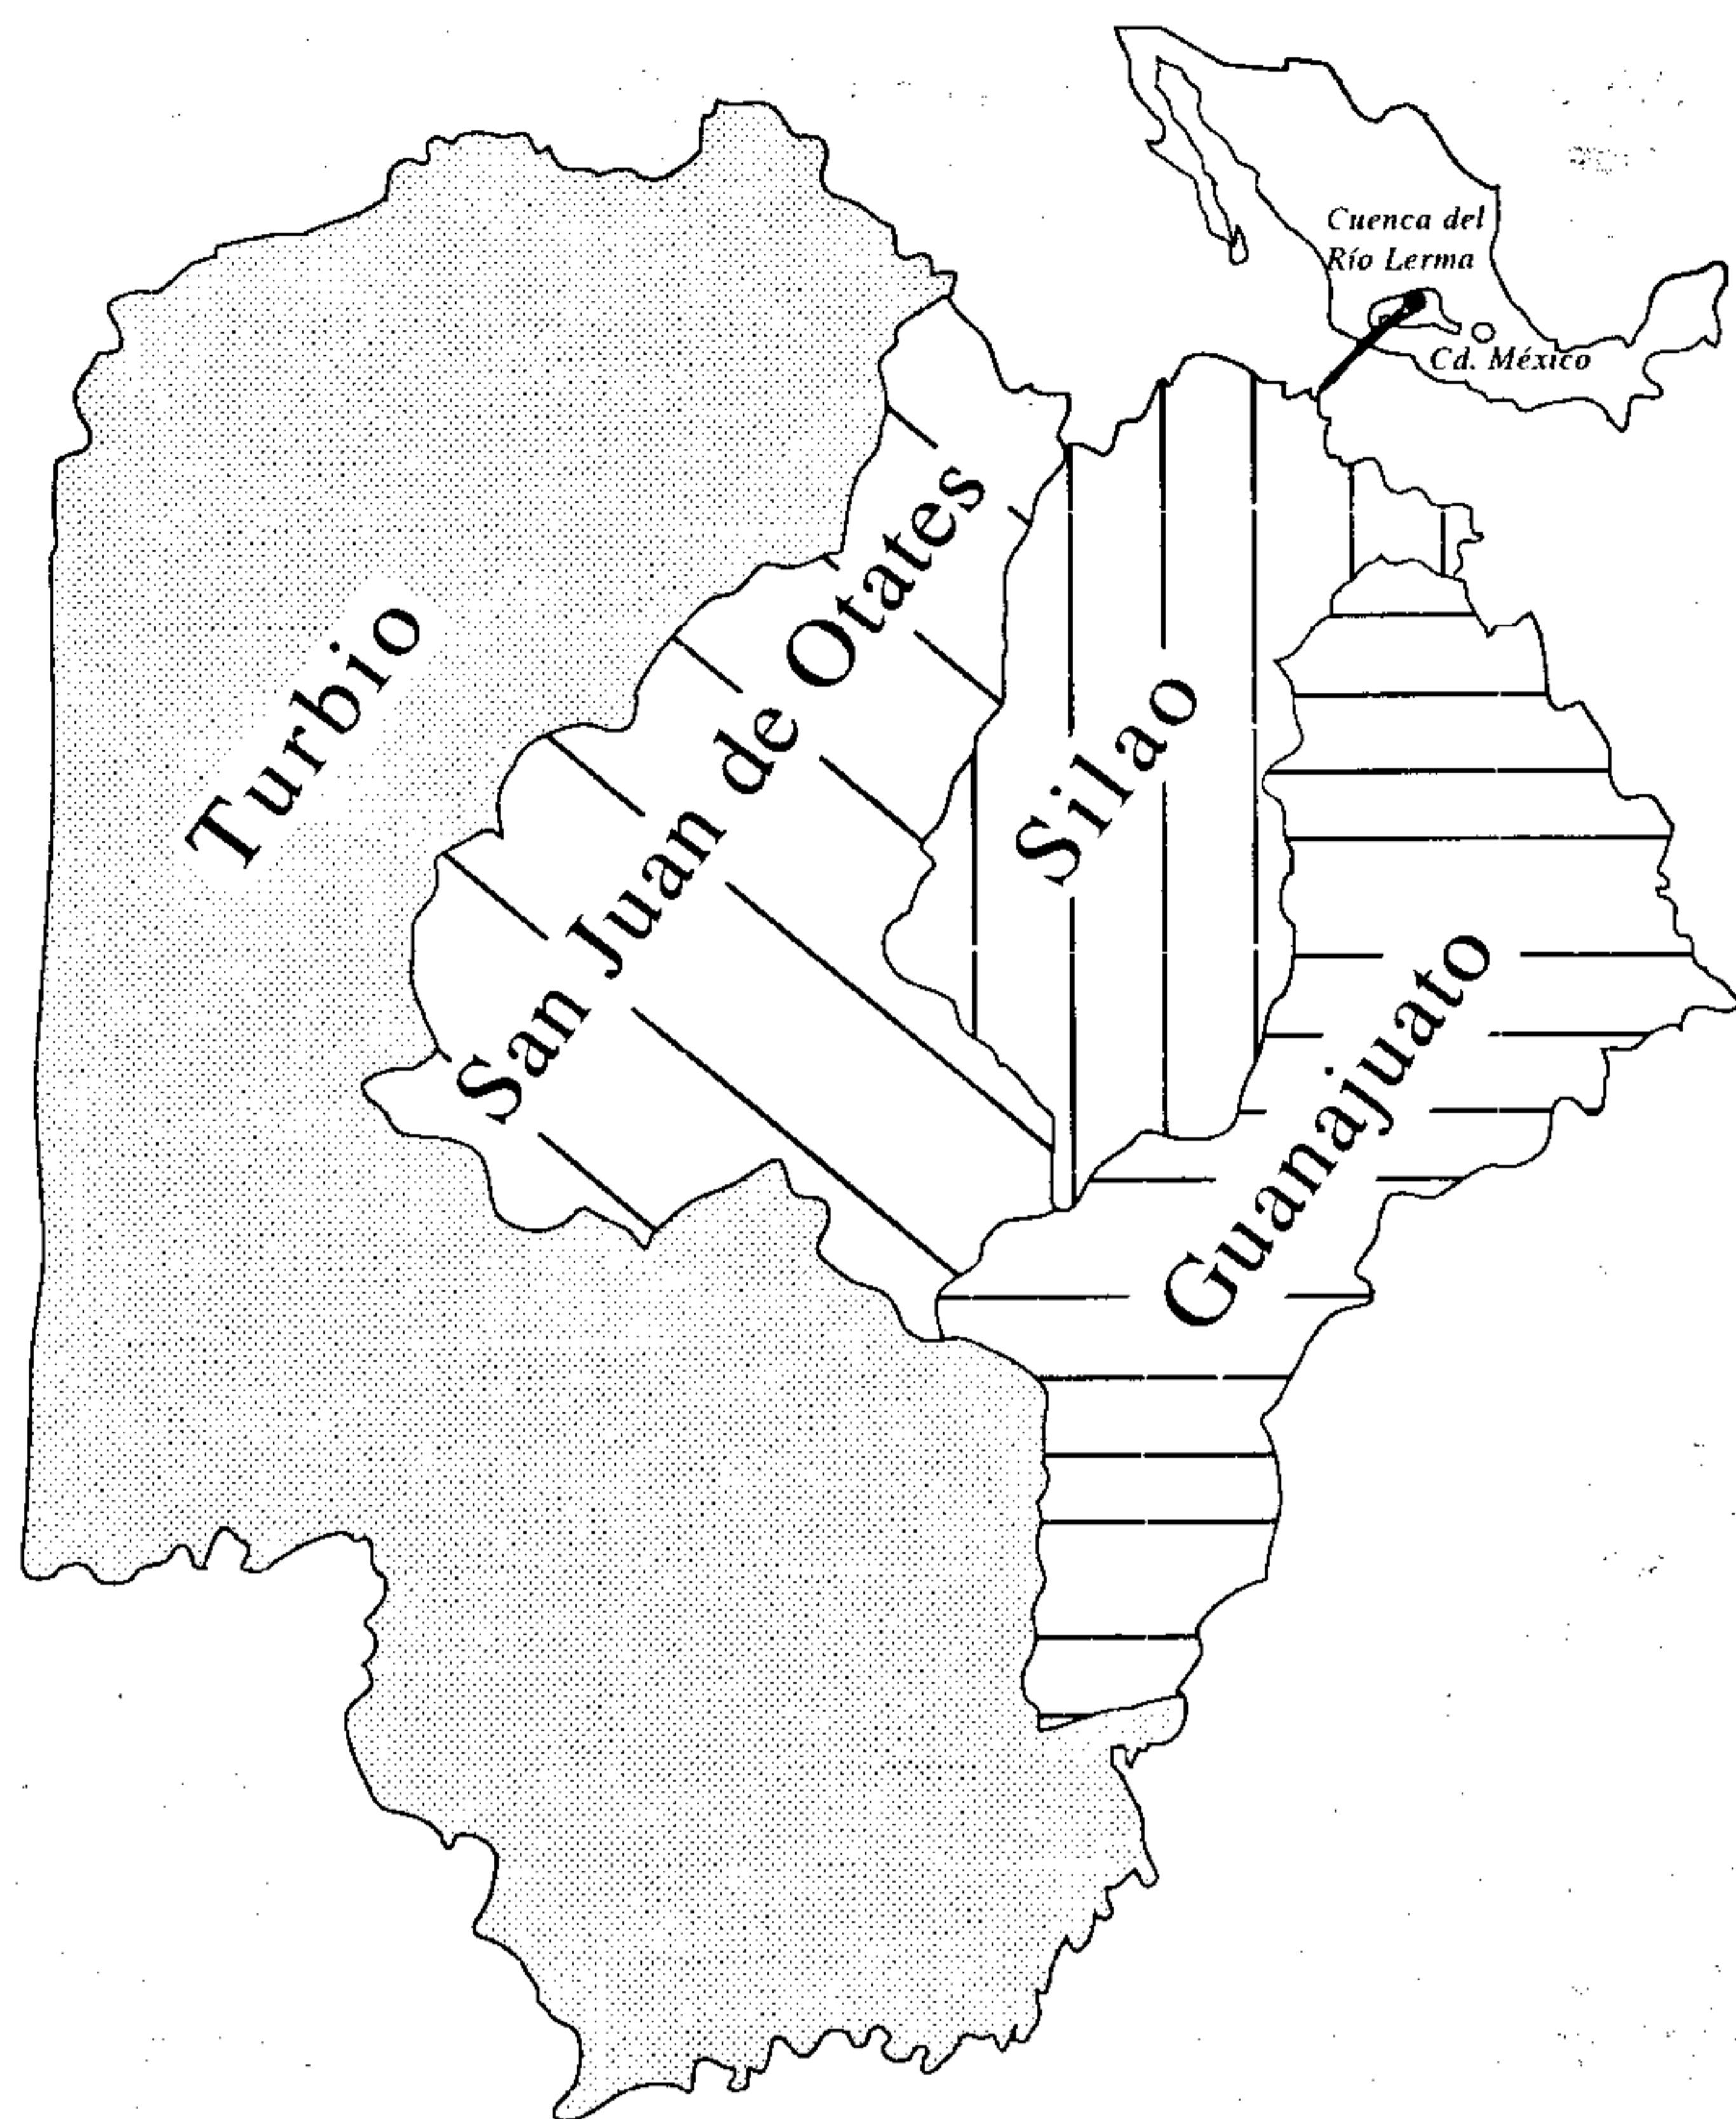 Cuenca del
Río Lerma
Cd. México
Turbio
San Juan de Otates
Silao
Guanajuato